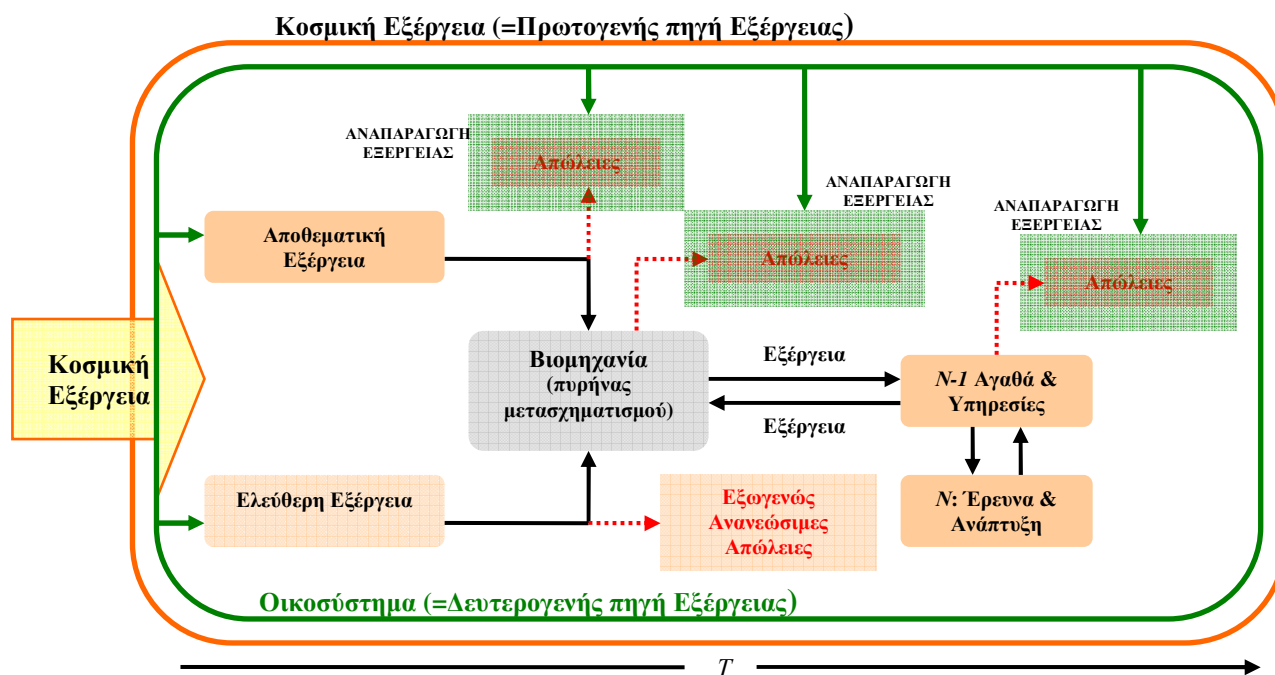 Κοσμική Εξέργεια (=Πρωτογενής πηγή Εξέργειας)
ΑΝΑΠΑΡΑΓΩΓΗ
ΕΞΕΡΓΕΙΑΣ
Απώλειες
ΑΝΑΠΑΡΑΓΩΓΗ
ΕΞΕΡΓΕΙΑΣ
Απώλειες
ΑΝΑΠΑΡΑΓΩΓΗ
ΕΞΕΡΓΕΙΑΣ
Απώλειες
Αποθεματική
Εξέργεια
Κοσμική
Εξέργεια
Βιομηχανία
(πυρήνας
μετασχηματισμού)
Εξέργεια
Εξέργεια
N-1 Αγαθά &
Υπηρεσίες
Ελεύθερη Εξέργεια
Εξωγενώς
Ανανεώσιμες
Απώλειες
N: Έρευνα &
Ανάπτυξη
Οικοσύστημα (=Δευτερογενής πηγή Εξέργειας)
T